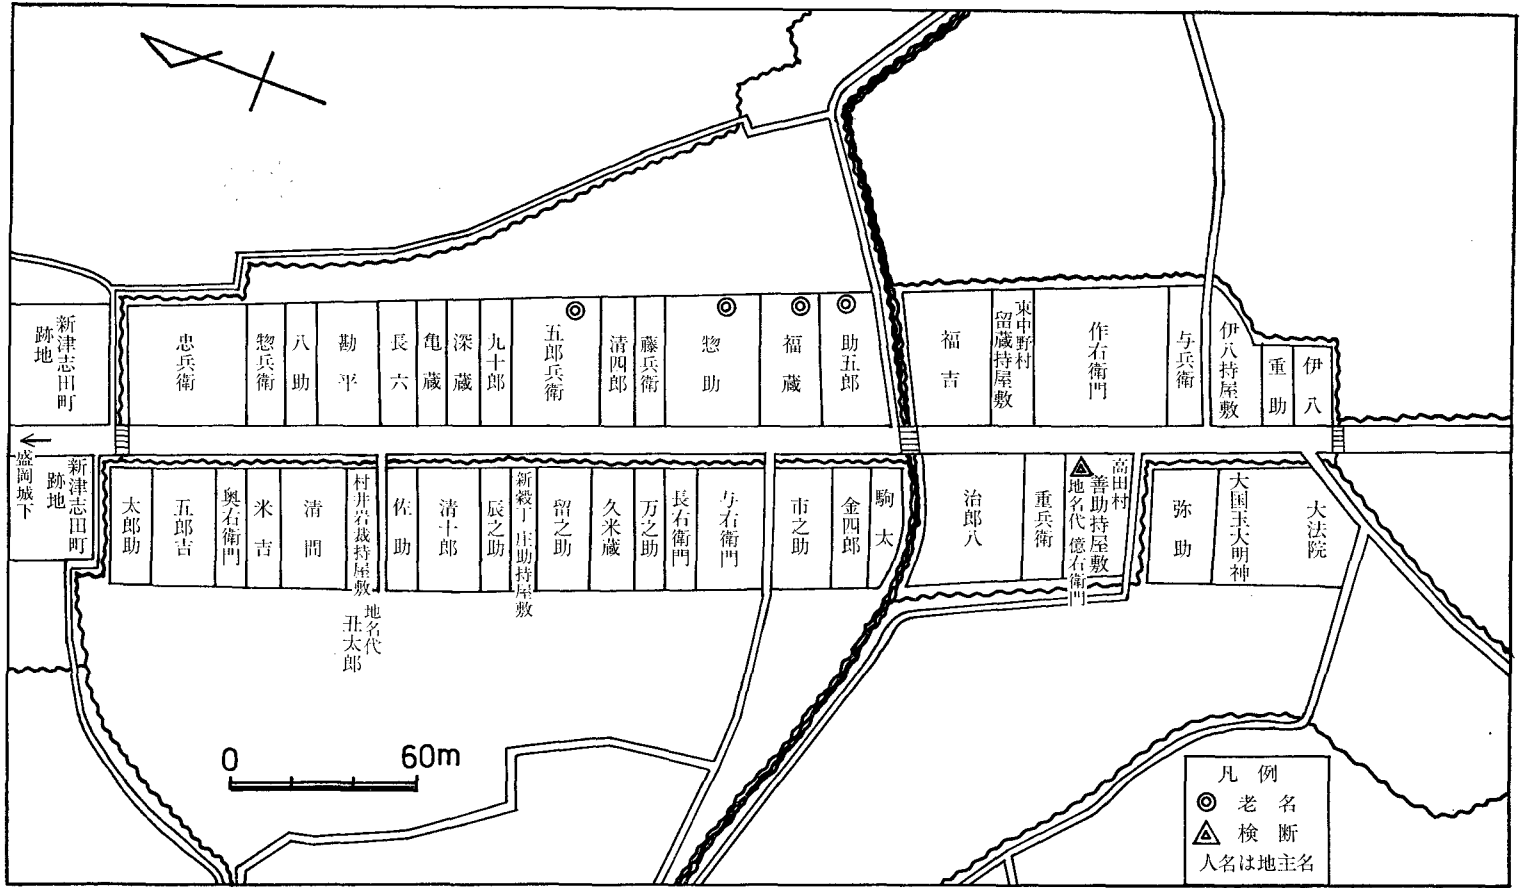 新津志田町
跡地
忠兵衛
惣兵衛
八助
勘平
長六
亀蔵
深蔵
九十郎
五郎兵衛
清四郎
藤兵衛
惣助
福蔵
助五郎
福吉
東中野村
留蔵持屋敷
作右衛門
与兵衛
伊八持屋敷
重助
伊八
盛岡城下
新津志田町
跡地
太郎助
五郎吉
奥右衛門
米吉
清間
村井岩裁持屋敷
地名代
丑太郎
佐助
清十郎
辰之助
新穀丁 庄助持屋敷
留之助
久米蔵
万之助
長右衛門
与右衛門
市之助
金四郎
駒太
治郎八
重兵衛
高田村
善助持屋敷
地名代 億右衛門
弥助
大国玉大明神
大法院
0 60m
凡例
◎ 老名
検断
人名は地主名